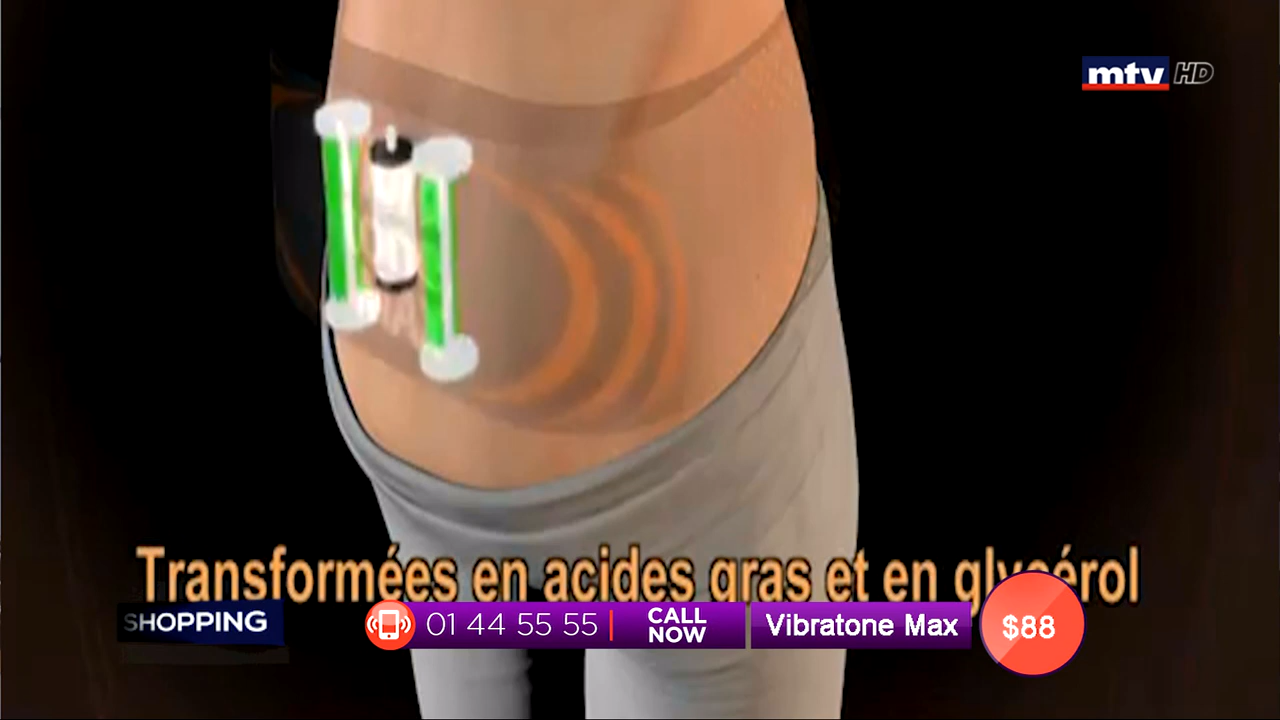 mtv HD
Transformées en acides gras et en glycérol
SHOPPING
01 44 55 55
CALL
NOW
Vibratone Max
$88